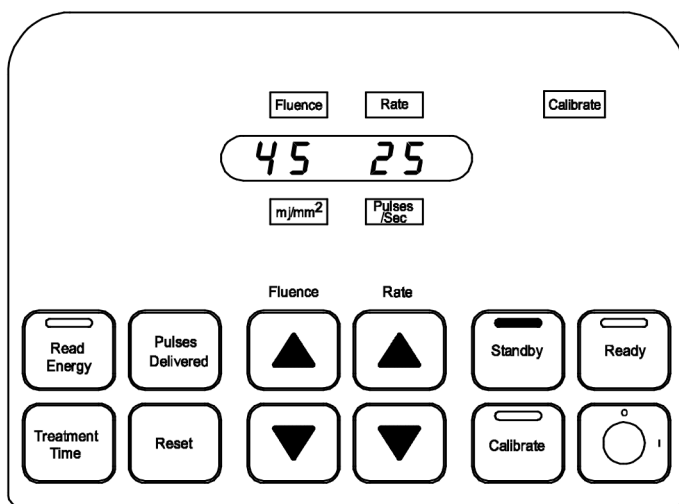 Fluence Rate Calibrate
45 25
mj/mm²
Pulses
/Sec
Fluence Rate
Read
Energy
Pulses
Delivered
Standby
Ready
Treatment
Time
Reset
Calibrate
O
I